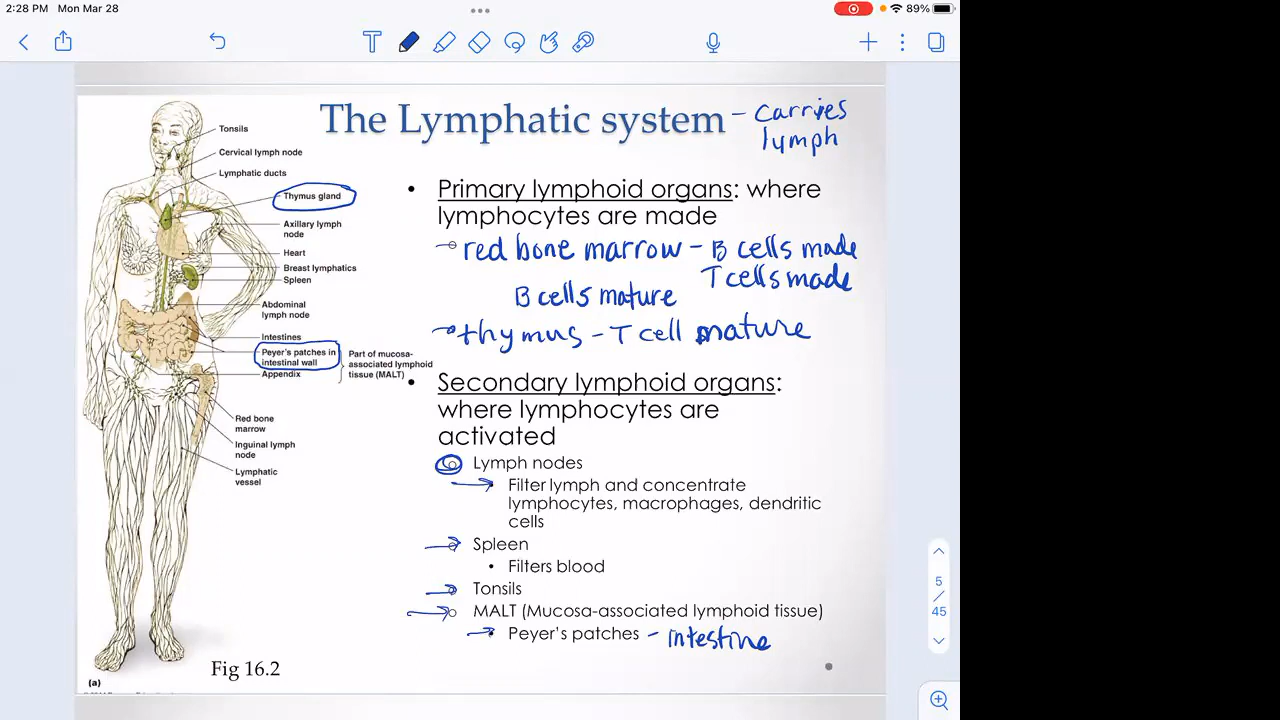 2:28 PM Mon Mar 28
89%
The Lymphatic system - carries
lymph
Tonsils
Cervical lymph node
Lymphatic ducts
Thymus gland
Axillary lymph
node
Heart
Breast lymphatics
Spleen
Abdominal
lymph node
Intestines
Peyer's patches in
intestinal wall
Appendix
Part of mucosa-
associated lymphoid
tissue (MALT)
Red bone
marrow
Inguinal lymph
node
Lymphatic
vessel
(a)
Fig 16.2
• Primary lymphoid organs: where
lymphocytes are made
red bone marrow - B cells made
T cells made
B cells mature
thymus - T cell mature
• Secondary lymphoid organs:
where lymphocytes are
activated
Lymph nodes
Filter lymph and concentrate
lymphocytes, macrophages, dendritic
cells
Spleen
• Filters blood
Tonsils
MALT (Mucosa-associated lymphoid tissue)
Peyer's patches - intestine
5
/
45